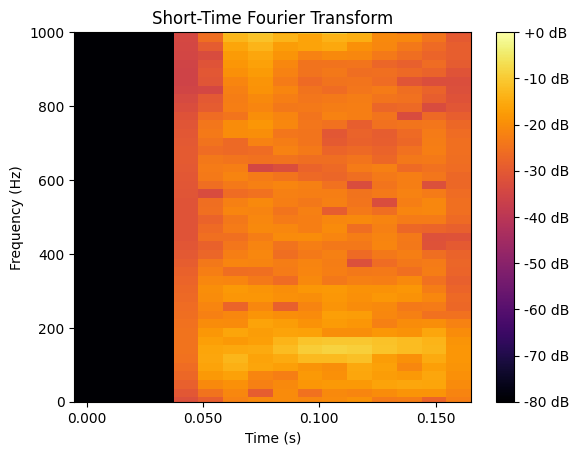 Short-Time Fourier Transform
1000
800
600
400
200
0
Frequency (Hz)
0.000
0.050
0.100
0.150
Time (s)
+0 dB
-10 dB
-20 dB
-30 dB
-40 dB
-50 dB
-60 dB
-70 dB
-80 dB